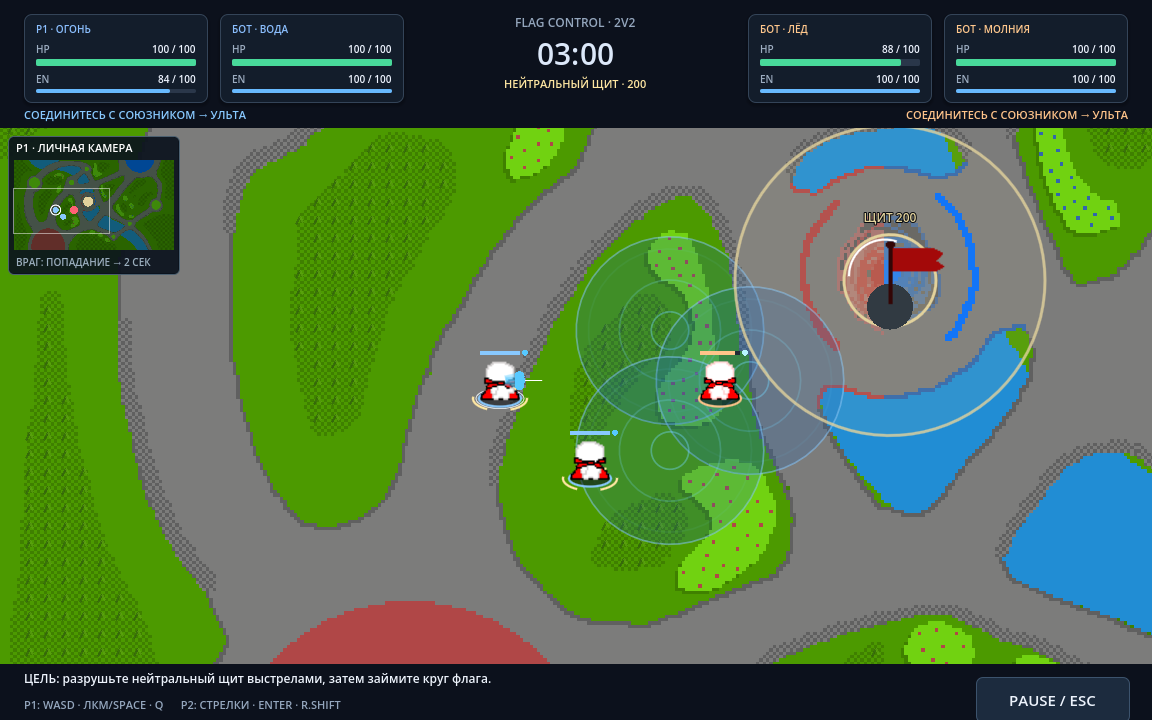 P1 · ОГОНЬ
HP 100 / 100
EN 84 / 100
БОТ · ВОДА
HP 100 / 100
EN 100 / 100
FLAG CONTROL · 2V2
03:00
НЕЙТРАЛЬНЫЙ ЩИТ · 200
БОТ · ЛЁД
HP 88 / 100
EN 100 / 100
БОТ · МОЛНИЯ
HP 100 / 100
EN 100 / 100
СОЕДИНИТЕСЬ С СОЮЗНИКОМ → УЛЬТА
СОЕДИНИТЕСЬ С СОЮЗНИКОМ → УЛЬТА
P1 · ЛИЧНАЯ КАМЕРА
ВРАГ: ПОПАДАНИЕ → 2 СЕК
ЩИТ 200
ЦЕЛЬ: разрушьте нейтральный щит выстрелами, затем займите круг флага.
P1: WASD · ЛКМ/SPACE · Q P2: СТРЕЛКИ · ENTER · R.SHIFT
PAUSE / ESC